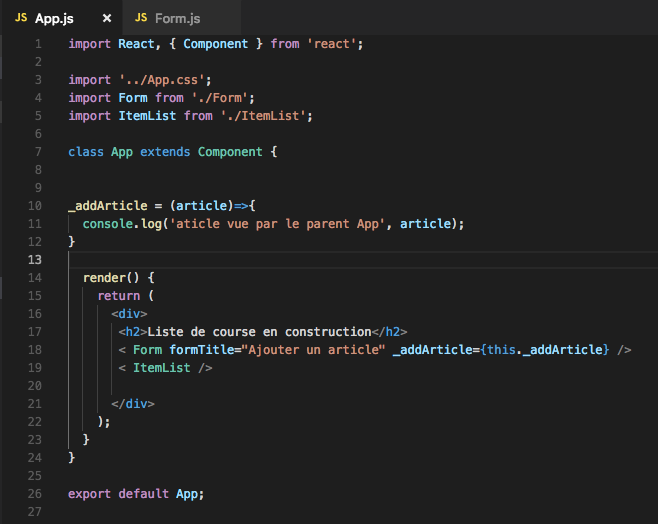 JS App.js × JS Form.js
1 import React, { Component } from 'react';
2
3 import '../App.css';
4 import Form from './Form';
5 import ItemList from './ItemList';
6
7 class App extends Component {
8
9
10 _addArticle = (article)=>{
11 console.log('aticle vue par le parent App', article);
12 }
13
14 render() {
15 return (
16 <div>
17 <h2>Liste de course en construction</h2>
18 < Form formTitle="Ajouter un article" _addArticle={this._addArticle} />
19 < ItemList />
20
21 </div>
22 );
23 }
24 }
25
26 export default App;
27